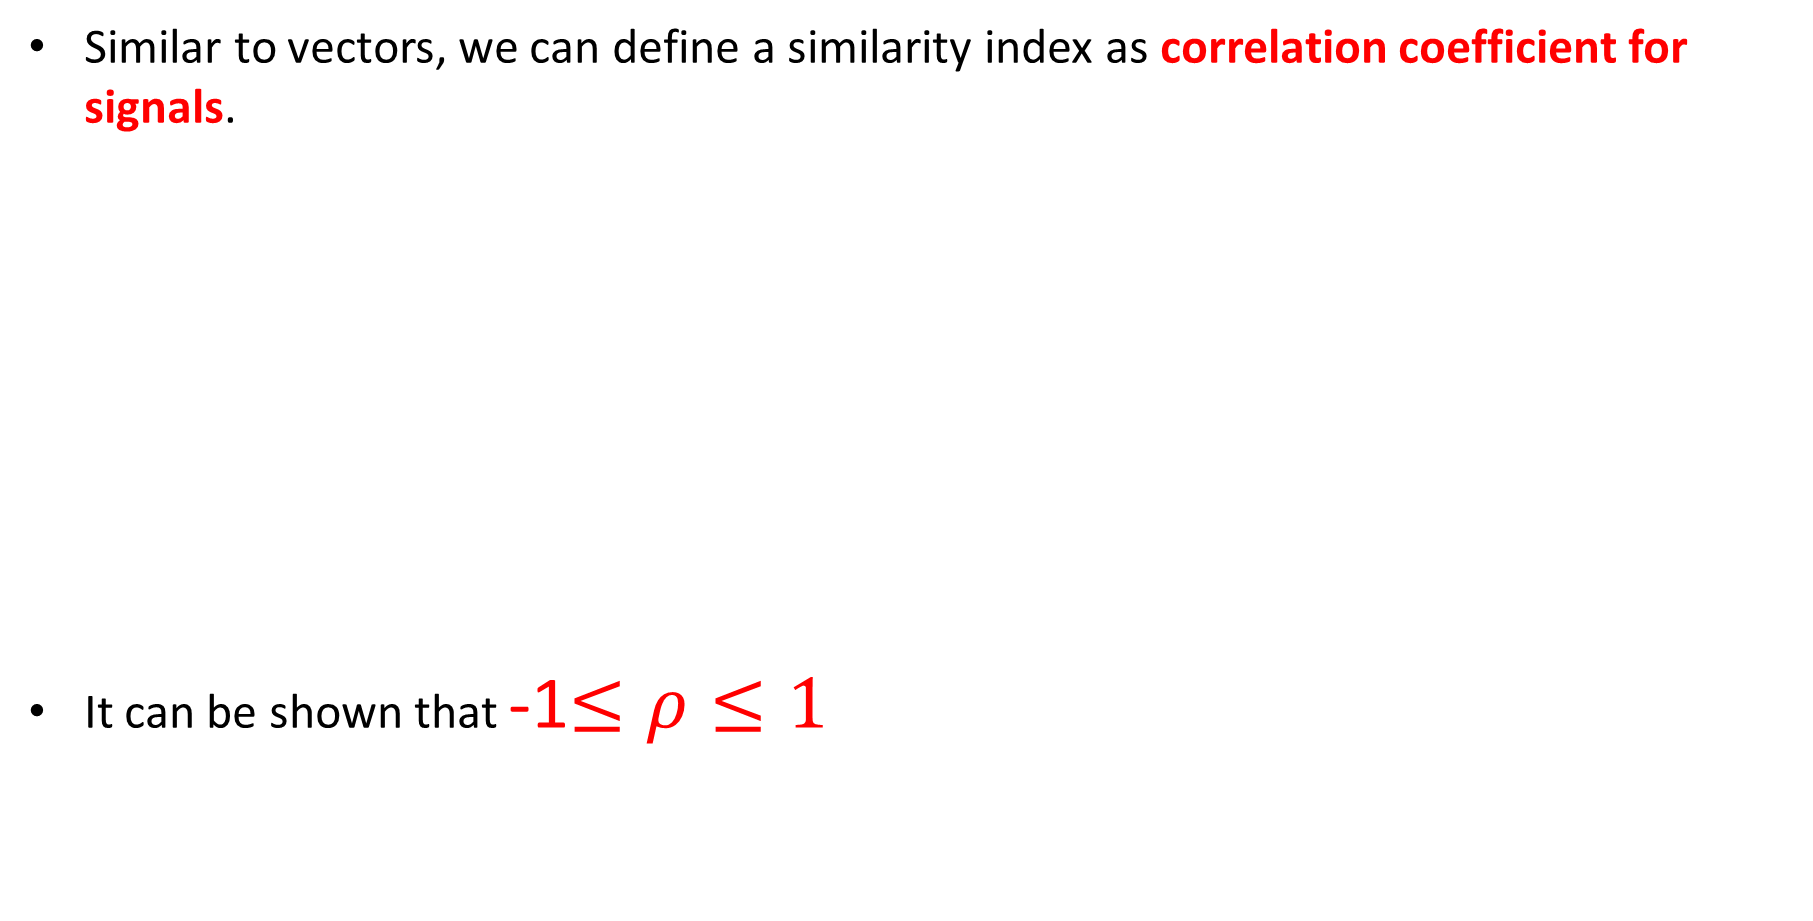 • Similar to vectors, we can define a similarity index as correlation coefficient for
signals.
• It can be shown that -1≤ ρ ≤ 1